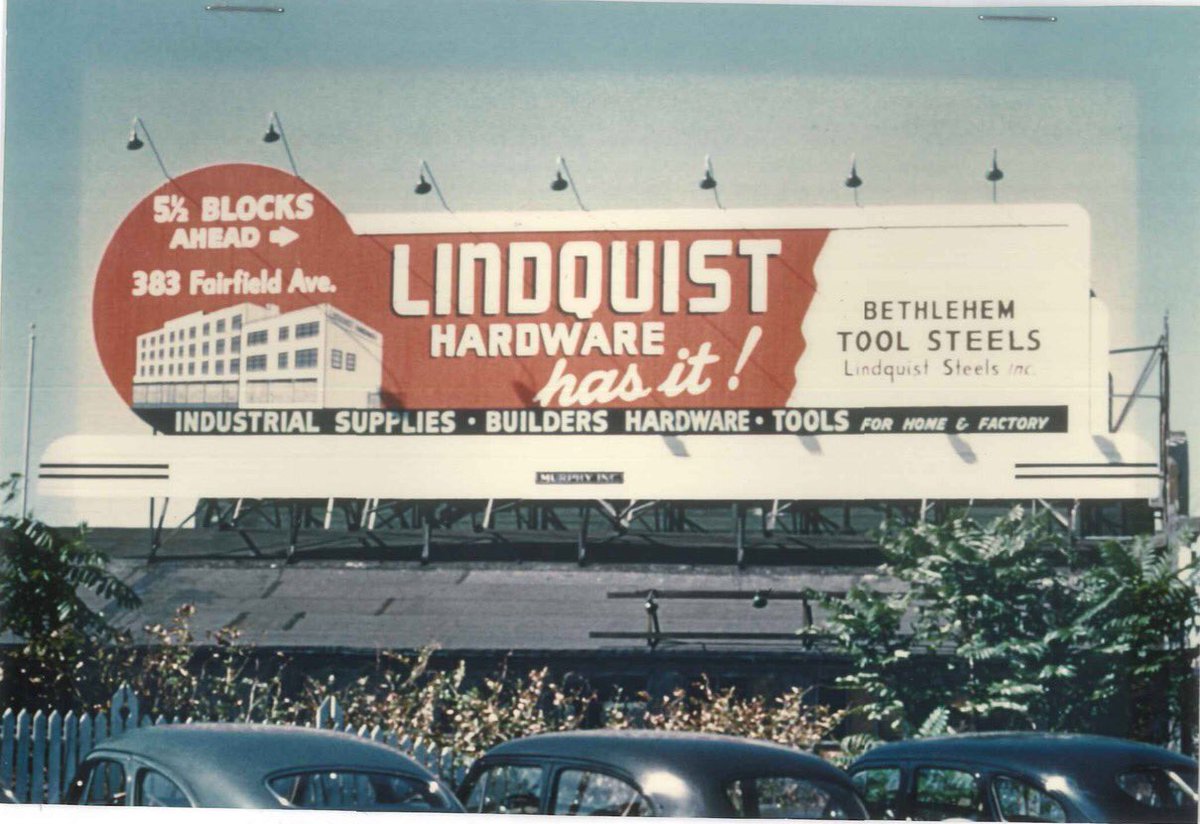 5½ BLOCKS
AHEAD →
383 Fairfield Ave.
LINDQUIST
HARDWARE
has it!
BETHLEHEM
TOOL STEELS
Lindquist Steels Inc.
INDUSTRIAL SUPPLIES · BUILDERS HARDWARE · TOOLS FOR HOME & FACTORY
MURPHY INC.